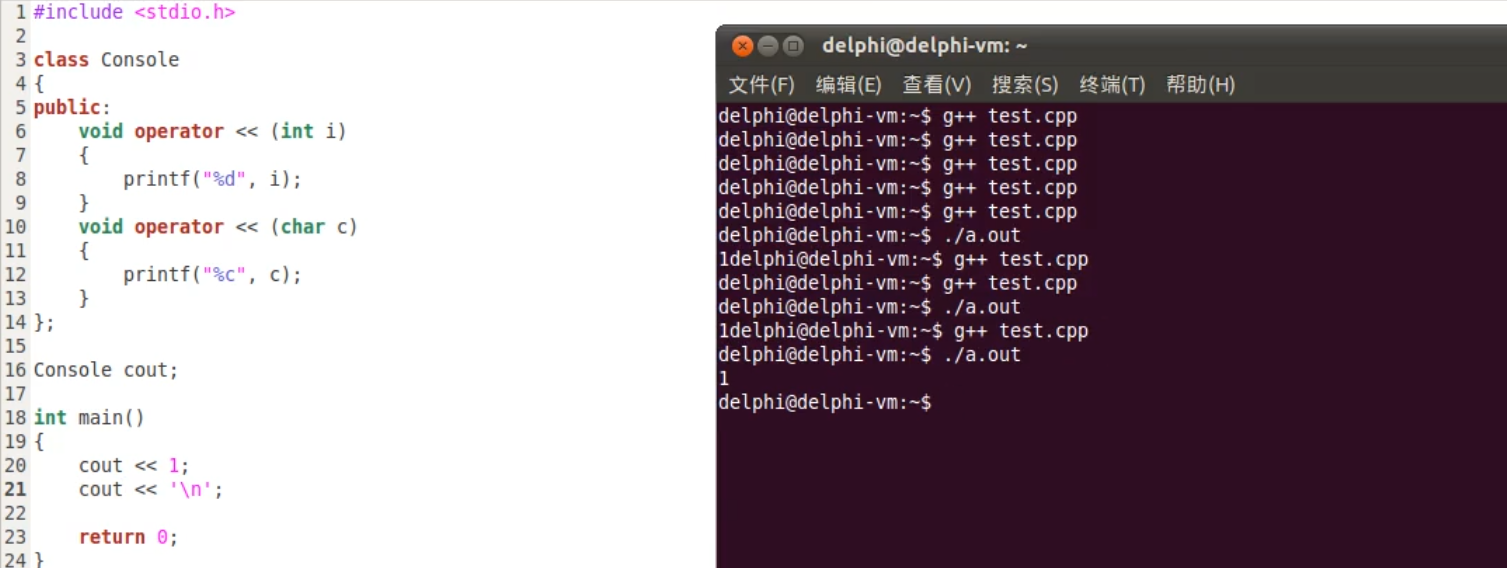 1 #include <stdio.h>
2
3 class Console
4 {
5 public:
6     void operator << (int i)
7     {
8         printf("%d", i);
9     }
10     void operator << (char c)
11     {
12         printf("%c", c);
13     }
14 };
15
16 Console cout;
17
18 int main()
19 {
20     cout << 1;
21     cout << '\n';
22
23     return 0;
24 }
delphi@delphi-vm: ~
文件(F) 编辑(E) 查看(V) 搜索(S) 终端(T) 帮助(H)
delphi@delphi-vm:~$ g++ test.cpp
delphi@delphi-vm:~$ g++ test.cpp
delphi@delphi-vm:~$ g++ test.cpp
delphi@delphi-vm:~$ g++ test.cpp
delphi@delphi-vm:~$ g++ test.cpp
delphi@delphi-vm:~$ ./a.out
1delphi@delphi-vm:~$ g++ test.cpp
delphi@delphi-vm:~$ g++ test.cpp
delphi@delphi-vm:~$ ./a.out
1delphi@delphi-vm:~$ g++ test.cpp
delphi@delphi-vm:~$ ./a.out
1
delphi@delphi-vm:~$